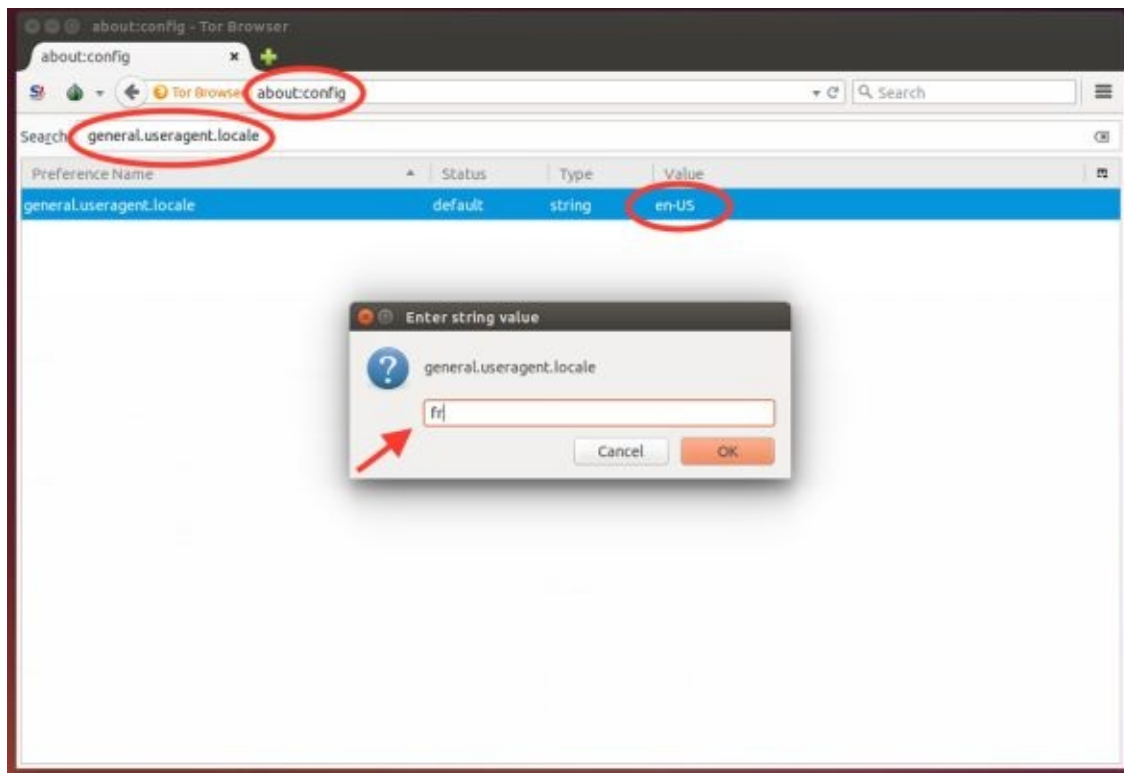 about:config - Tor Browser
about:config
Tor Browser about:config Search
Search: general.useragent.locale
Preference Name Status Type Value
general.useragent.locale default string en-US
Enter string value
general.useragent.locale
fr
Cancel OK